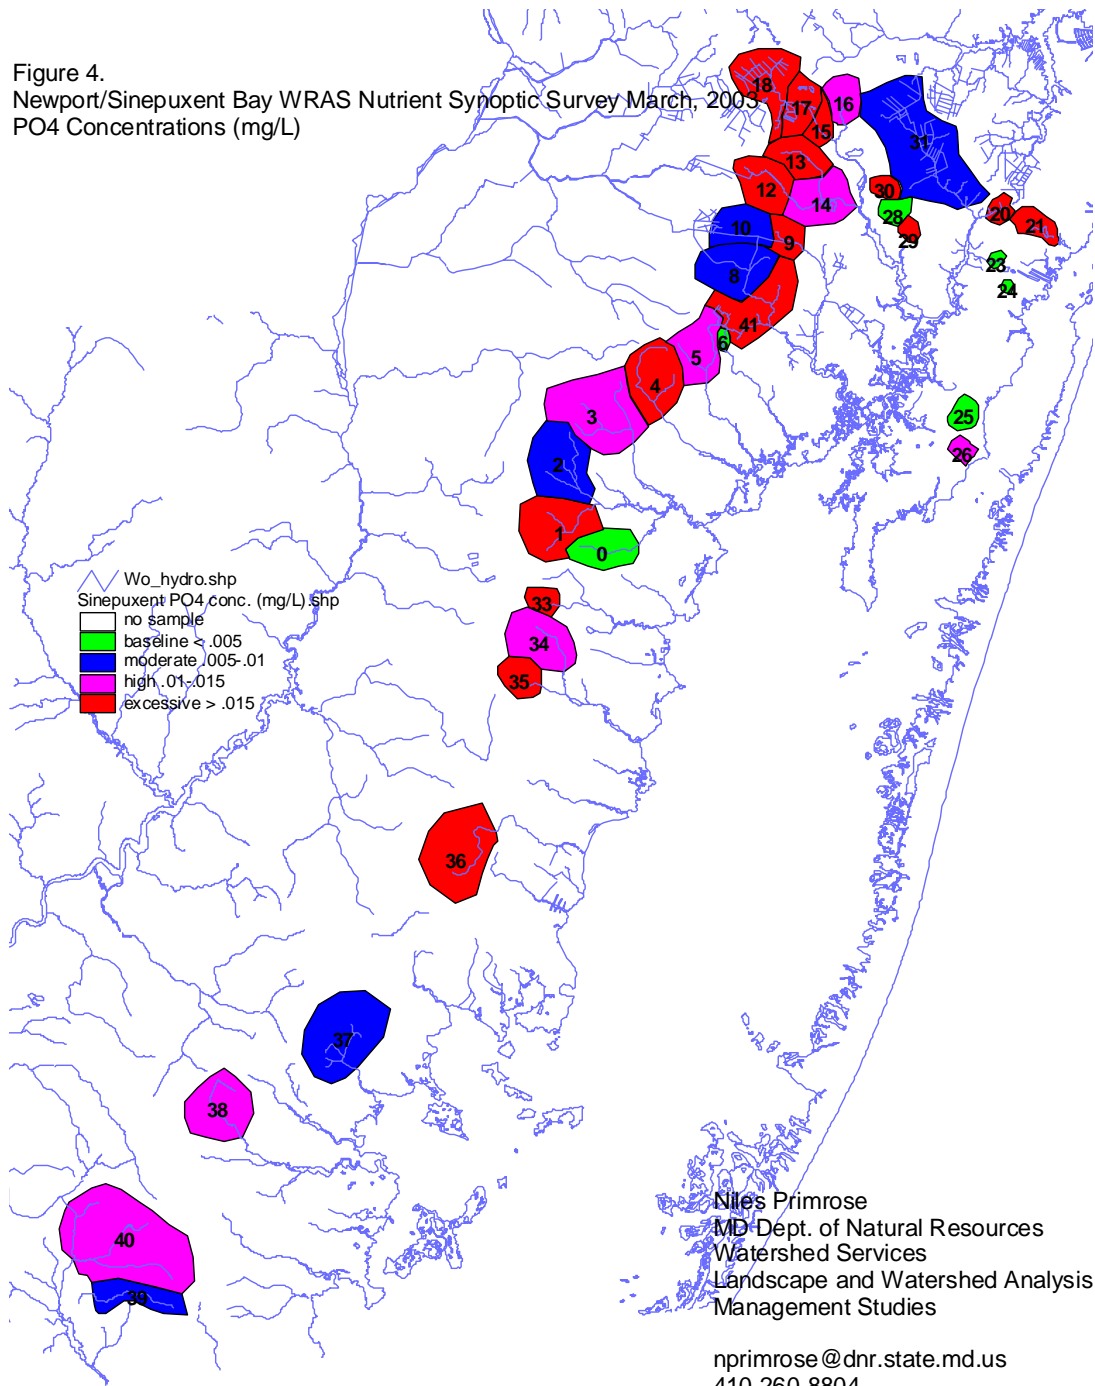 Figure 4.
Newport/Sinepuxent Bay WRAS Nutrient Synoptic Survey March, 2003
PO4 Concentrations (mg/L)
18
17
16
15
31
13
12
30
14
28
20
10
21
9
29
23
8
24
41
6
5
4
3
25
26
2
1
0
Wo_hydro.shp
Sinepuxent PO4 conc. (mg/L).shp
no sample
baseline < .005
moderate .005-.01
high .01-.015
excessive > .015
33
34
35
36
37
38
40
39
Niles Primrose
MD Dept. of Natural Resources
Watershed Services
Landscape and Watershed Analysis
Management Studies
nprimrose@dnr.state.md.us
410-260-8804